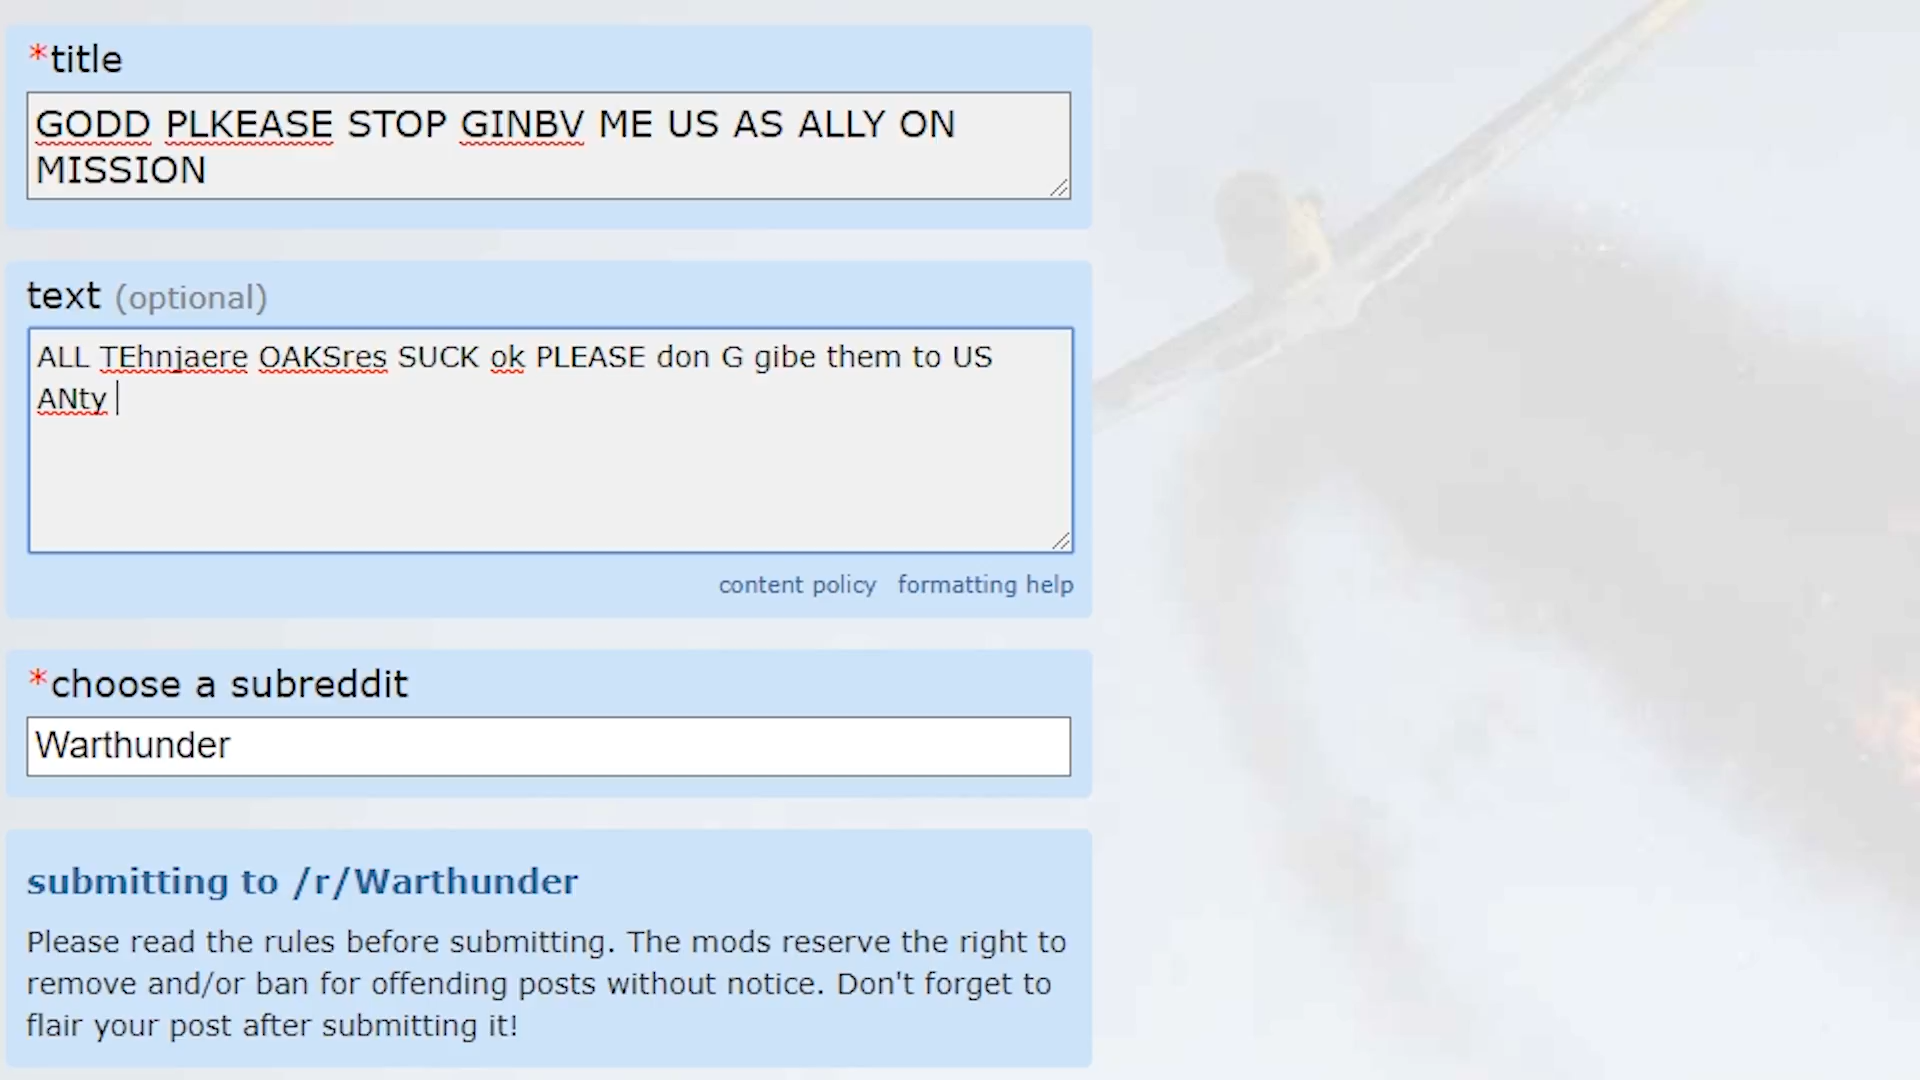 *title
GODD PLKEASE STOP GINBV ME US AS ALLY ON
MISSION
text (optional)
ALL TEhnjaere OAKSres SUCK ok PLEASE don G gibe them to US
ANty
content policy formatting help
*choose a subreddit
Warthunder
submitting to /r/Warthunder
Please read the rules before submitting. The mods reserve the right to
remove and/or ban for offending posts without notice. Don't forget to
flair your post after submitting it!